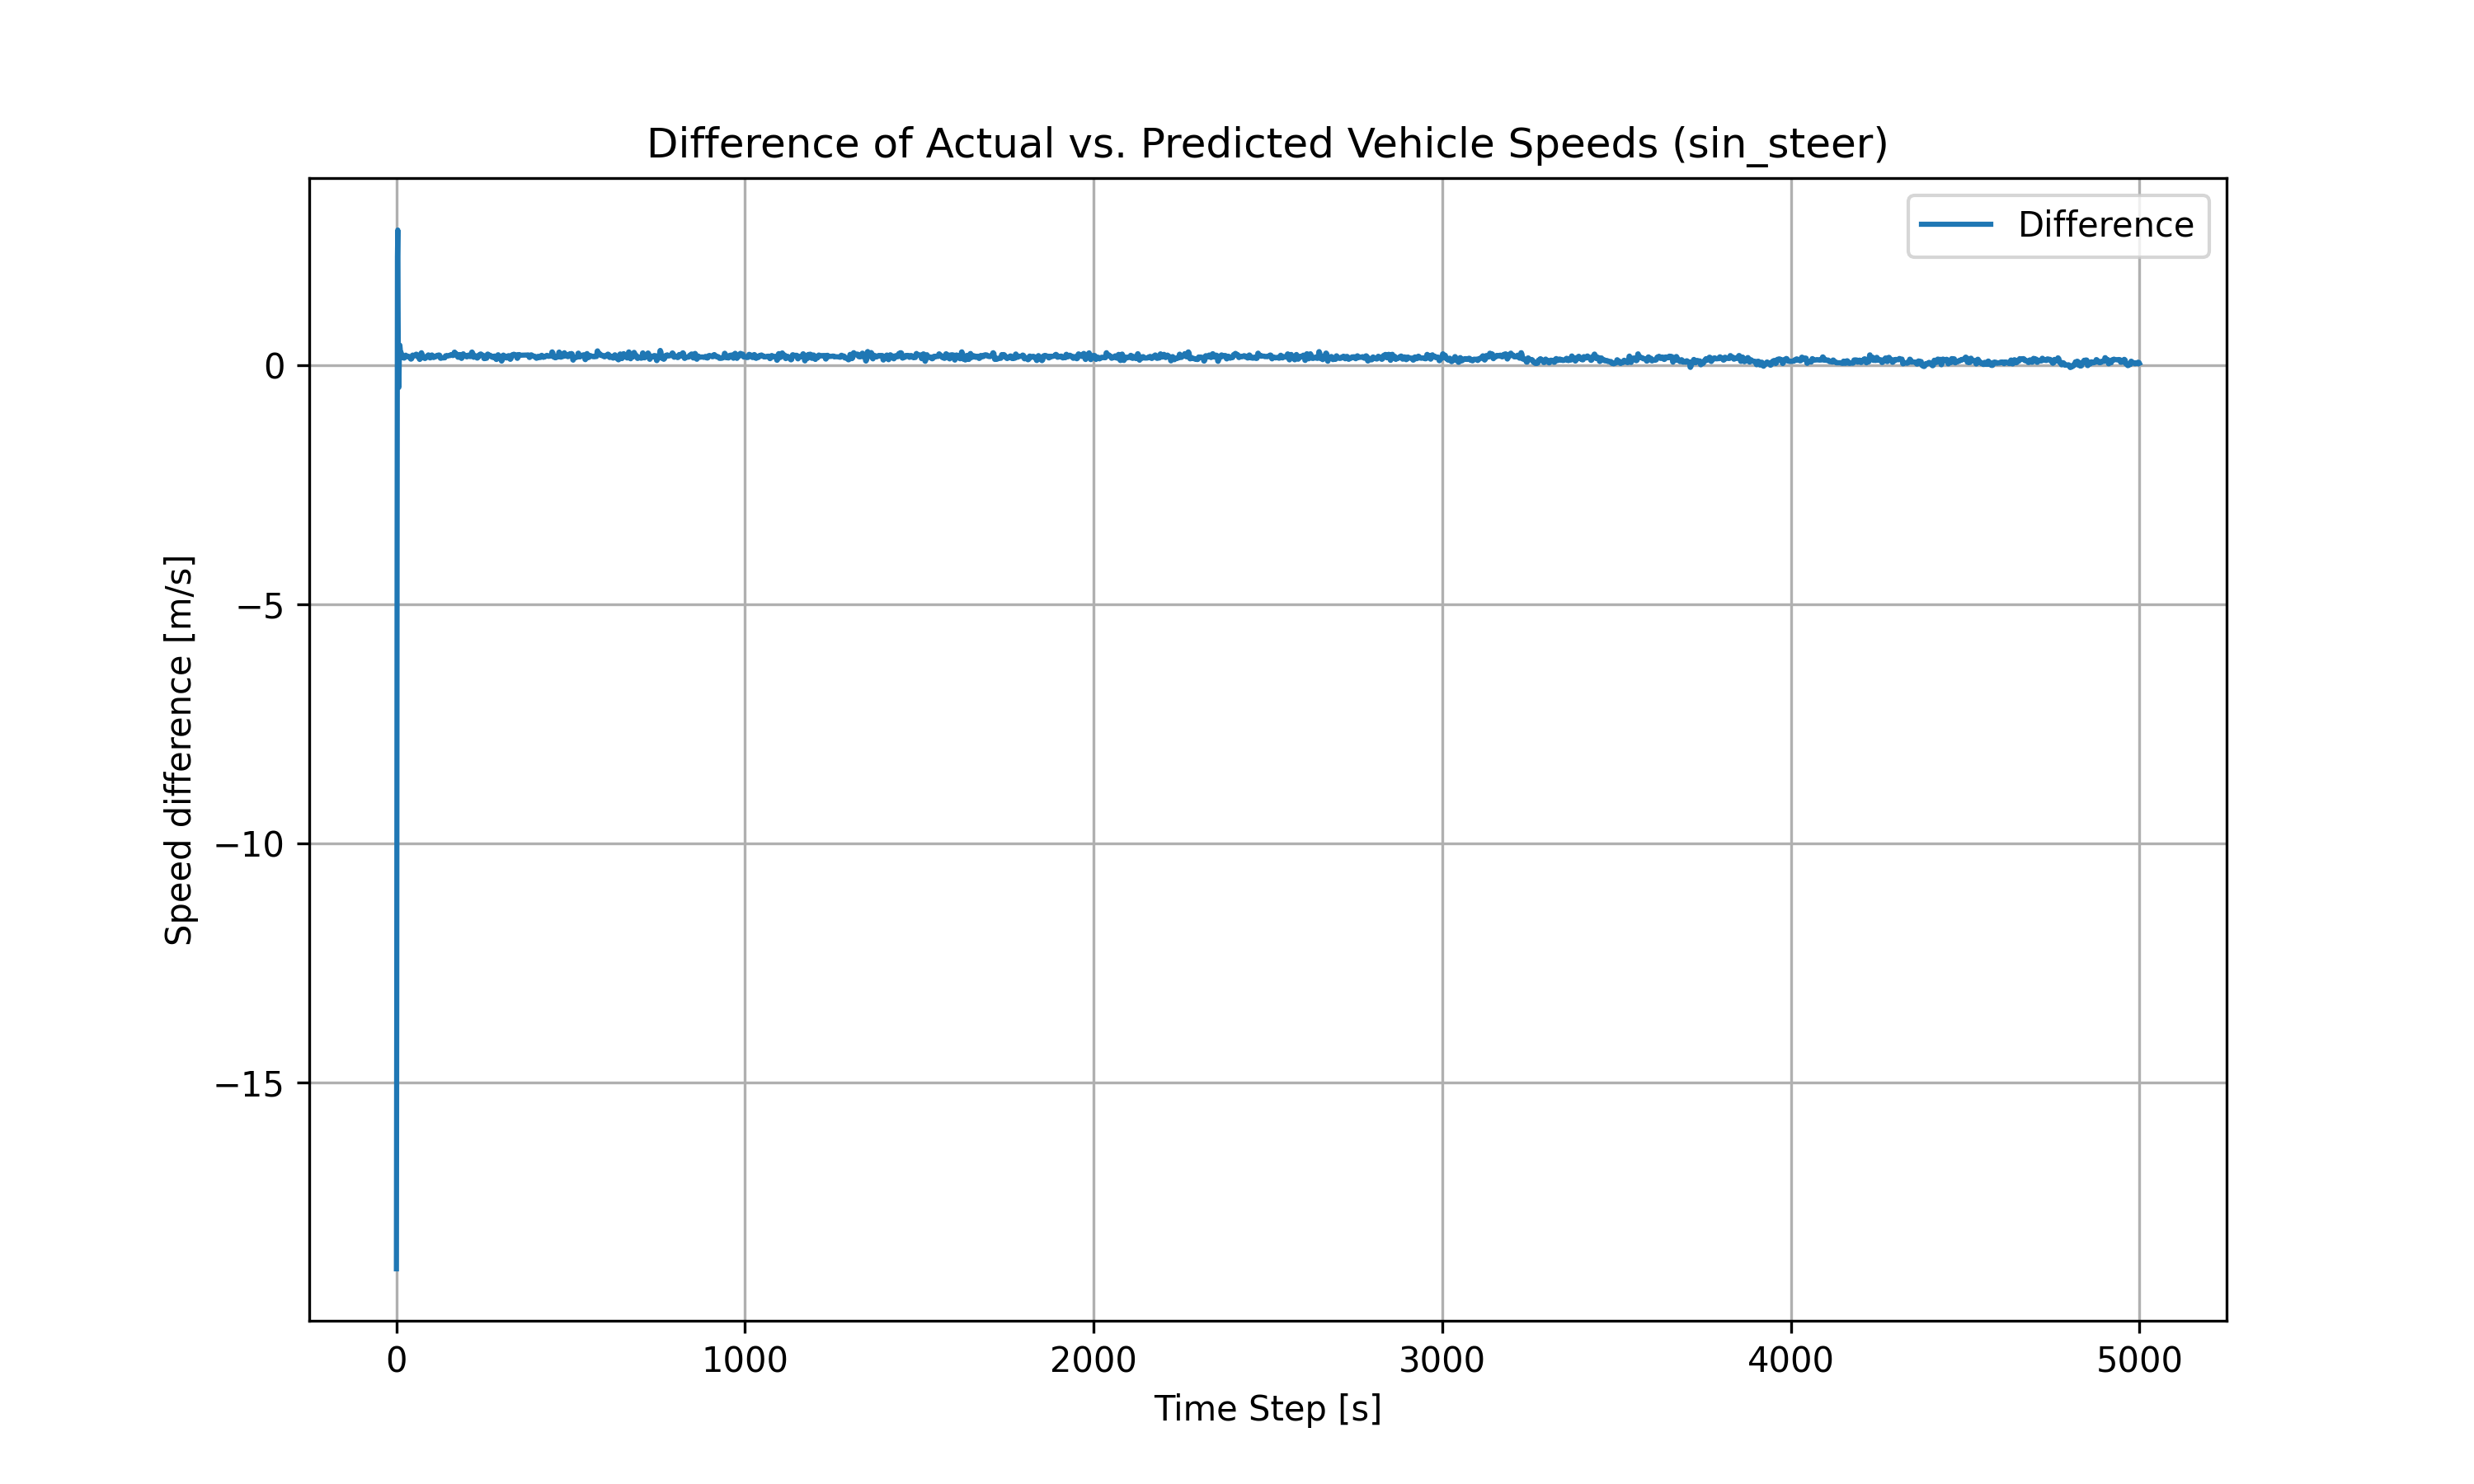 Difference of Actual vs. Predicted Vehicle Speeds (sin_steer)
Difference
Speed difference [m/s]
0
−5
−10
−15
0 1000 2000 3000 4000 5000
Time Step [s]